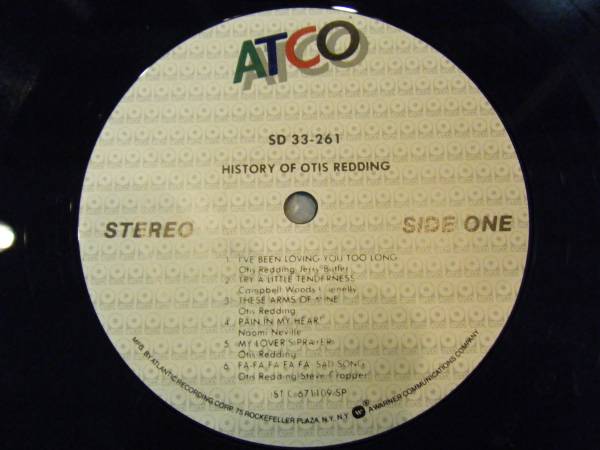 ATCO
SD 33-261
HISTORY OF OTIS REDDING
STEREO
SIDE ONE
1. I'VE BEEN LOVING YOU TOO LONG
Otis Redding Jerry Butler
2. TRY A LITTLE TENDERNESS
Campbell Woods Connelly
3. THESE ARMS OF MINE
Otis Redding
4. PAIN IN MY HEART
Naomi Neville
5. MY LOVER'S PRAYER
Otis Redding
6. FA-FA-FA-FA-FA SAD SONG
Otis Redding Steve Cropper
ST C 671109 SP
MFG. BY ATLANTIC RECORDING CORP. 75 ROCKEFELLER PLAZA, N.Y. N.Y. W ® A WARNER COMMUNICATIONS COMPANY